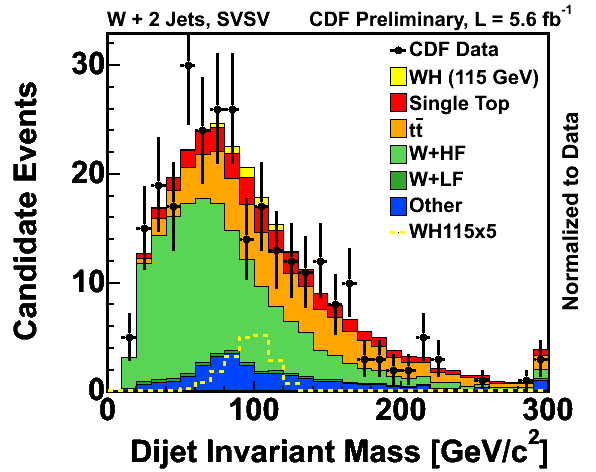 W + 2 Jets, SVSV CDF Preliminary, L = 5.6 fb⁻¹
CDF Data
WH (115 GeV)
Single Top
tt̄
W+HF
W+LF
Other
WH115x5
Candidate Events
Normalized to Data
30
20
10
0
0 100 200 300
Dijet Invariant Mass [GeV/c²]